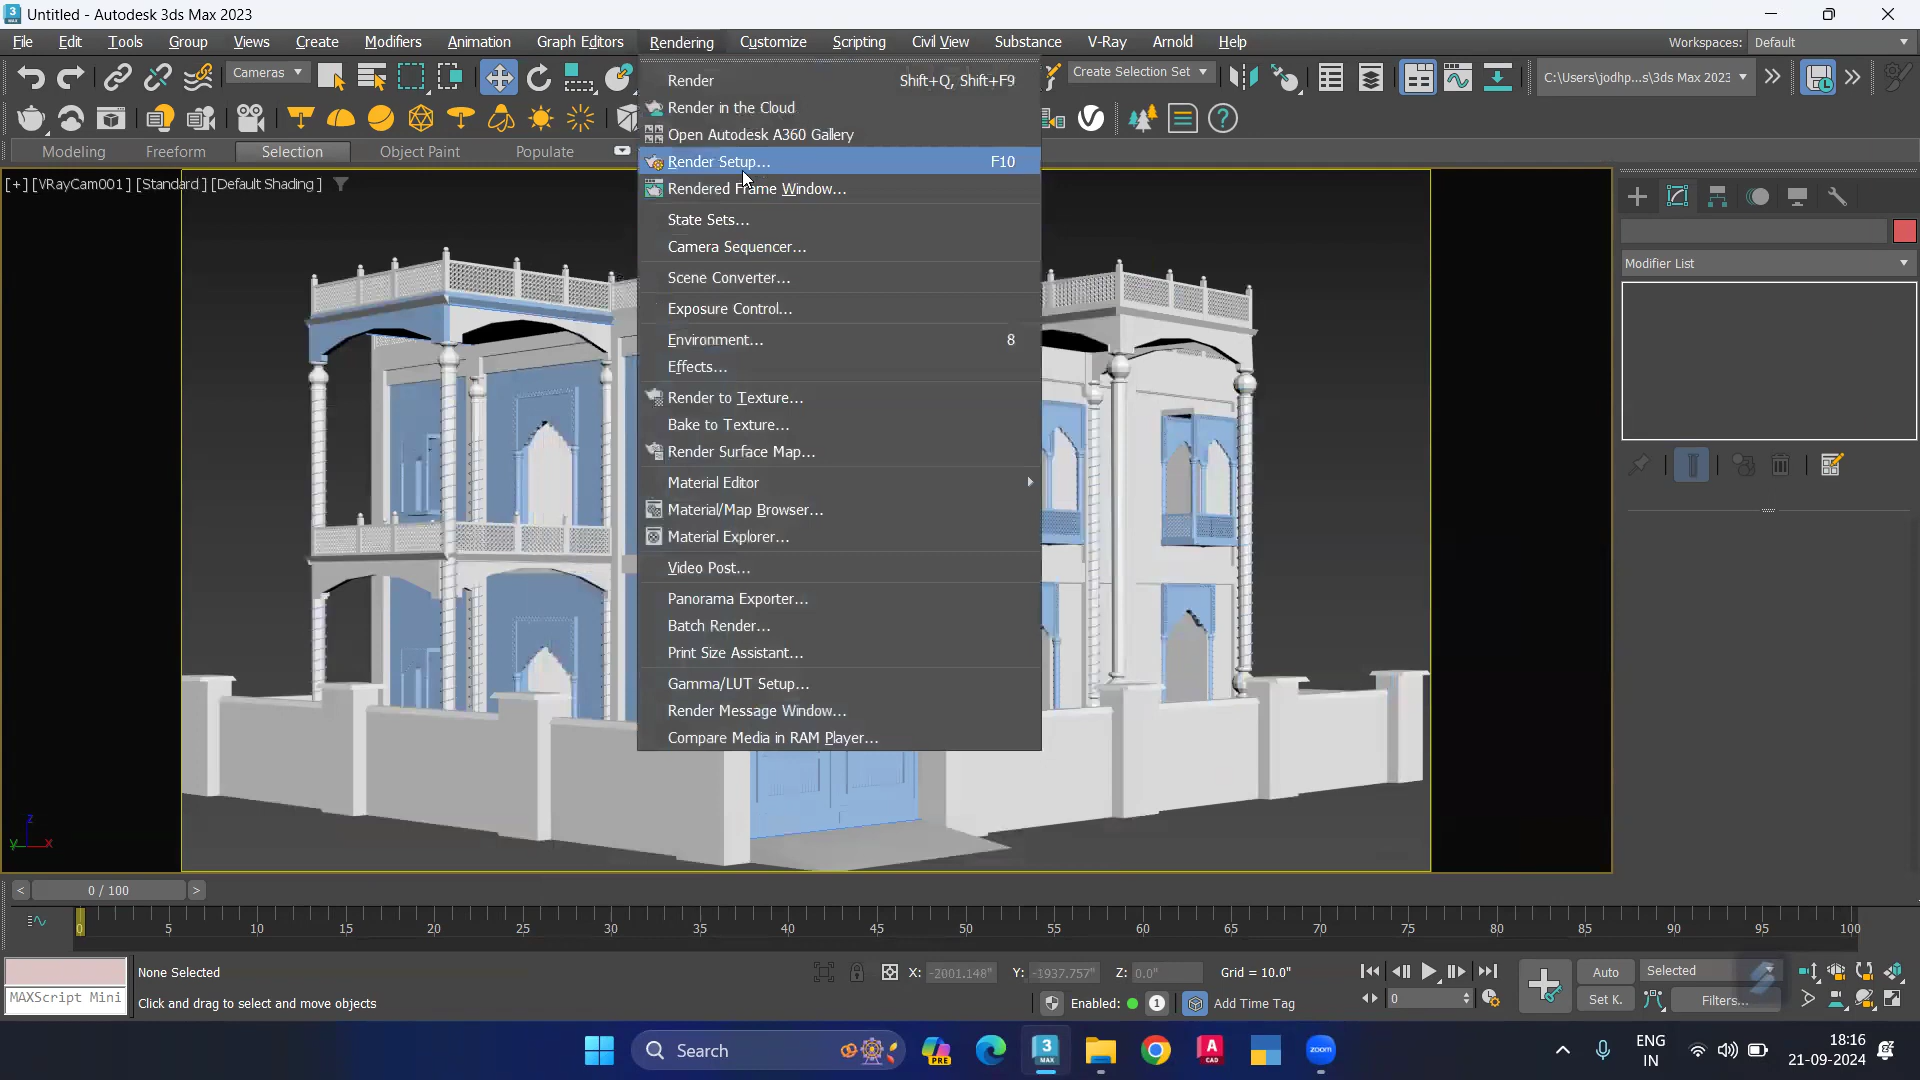 Untitled - Autodesk 3ds Max 2023
File Edit Tools Group Views Create Modifiers Animation Graph Editors Rendering Customize Scripting Civil View Substance V-Ray Arnold Help Workspaces: Default
Cameras
Create Selection Set
C:\Users\jodhp...s\3ds Max 2023
Modeling Freeform Selection Object Paint Populate
[+] [VRayCam001] [Standard] [Default Shading]
Render Shift+Q, Shift+F9
Render in the Cloud
Open Autodesk A360 Gallery
Render Setup... F10
Rendered Frame Window...
State Sets...
Camera Sequencer...
Scene Converter...
Exposure Control...
Environment... 8
Effects...
Render to Texture...
Bake to Texture...
Render Surface Map...
Material Editor
Material/Map Browser...
Material Explorer...
Video Post...
Panorama Exporter...
Batch Render...
Print Size Assistant...
Gamma/LUT Setup...
Render Message Window...
Compare Media in RAM Player...
Modifier List
z
y x
< 0 / 100 >
0 5 10 15 20 25 30 35 40 45 50 55 60 65 70 75 80 85 90 95 100
MAXScript Mini
None Selected
Click and drag to select and move objects
X: -2001.148" Y: -1937.757" Z: 0.0" Grid = 10.0"
Enabled: 1 Add Time Tag
0
Auto Selected
Set K. Filters...
Search
PRE
3 MAX
A CAD
zoom
ENG
IN
18:16
21-09-2024